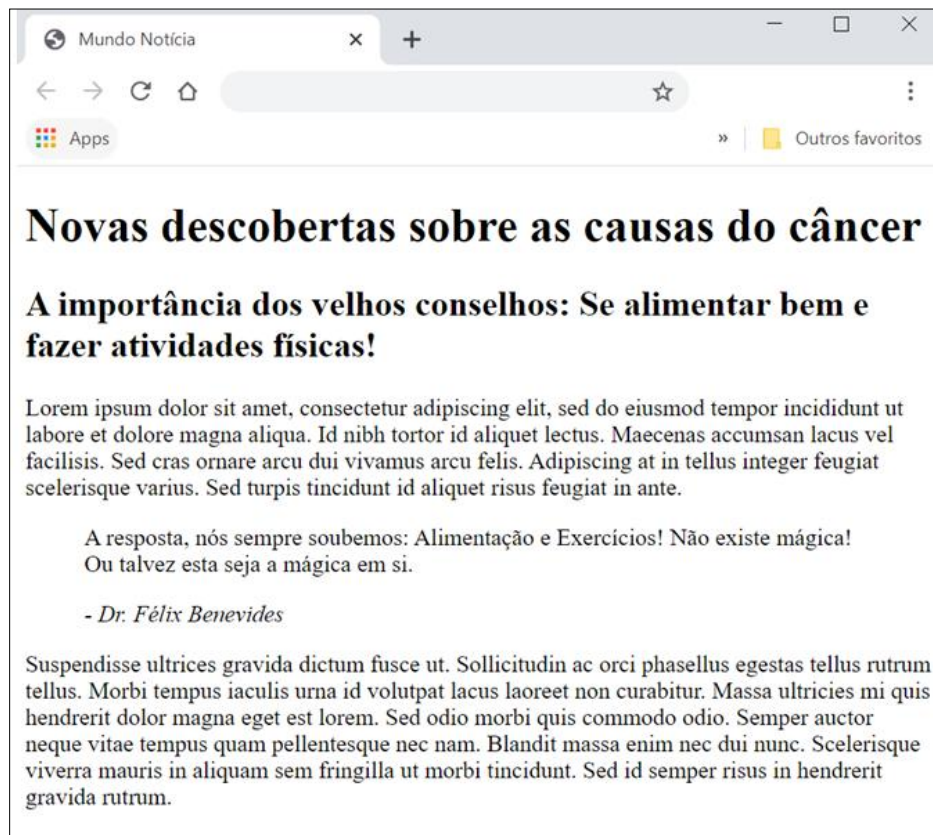 Mundo Notícia
Apps
» Outros favoritos
Novas descobertas sobre as causas do câncer
A importância dos velhos conselhos: Se alimentar bem e
fazer atividades físicas!
Lorem ipsum dolor sit amet, consectetur adipiscing elit, sed do eiusmod tempor incididunt ut
labore et dolore magna aliqua. Id nibh tortor id aliquet lectus. Maecenas accumsan lacus vel
facilisis. Sed cras ornare arcu dui vivamus arcu felis. Adipiscing at in tellus integer feugiat
scelerisque varius. Sed turpis tincidunt id aliquet risus feugiat in ante.
A resposta, nós sempre soubemos: Alimentação e Exercícios! Não existe mágica!
Ou talvez esta seja a mágica em si.
- Dr. Félix Benevides
Suspendisse ultrices gravida dictum fusce ut. Sollicitudin ac orci phasellus egestas tellus rutrum
tellus. Morbi tempus iaculis urna id volutpat lacus laoreet non curabitur. Massa ultricies mi quis
hendrerit dolor magna eget est lorem. Sed odio morbi quis commodo odio. Semper auctor
neque vitae tempus quam pellentesque nec nam. Blandit massa enim nec dui nunc. Scelerisque
viverra mauris in aliquam sem fringilla ut morbi tincidunt. Sed id semper risus in hendrerit
gravida rutrum.